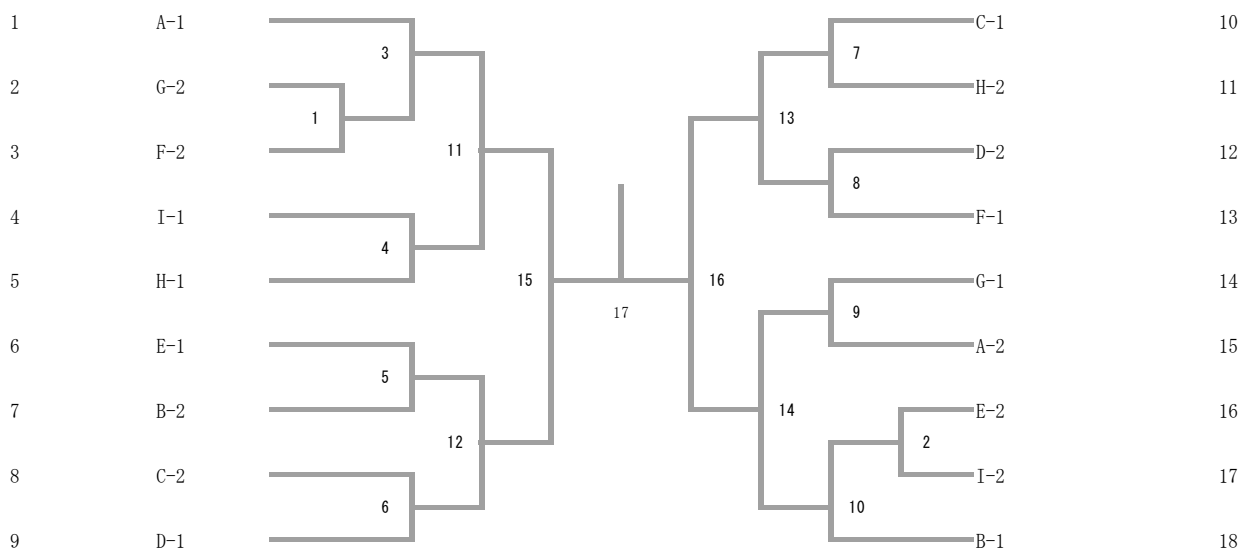 1 A-1 C-1 10
3 7
2 G-2 H-2 11
1 13
3 F-2 11 D-2 12
8
4 I-1 F-1 13
4
5 H-1 15 16 G-1 14
17 9
6 E-1 A-2 15
5
7 B-2 14 E-2 16
12 2
8 C-2 I-2 17
6 10
9 D-1 B-1 18